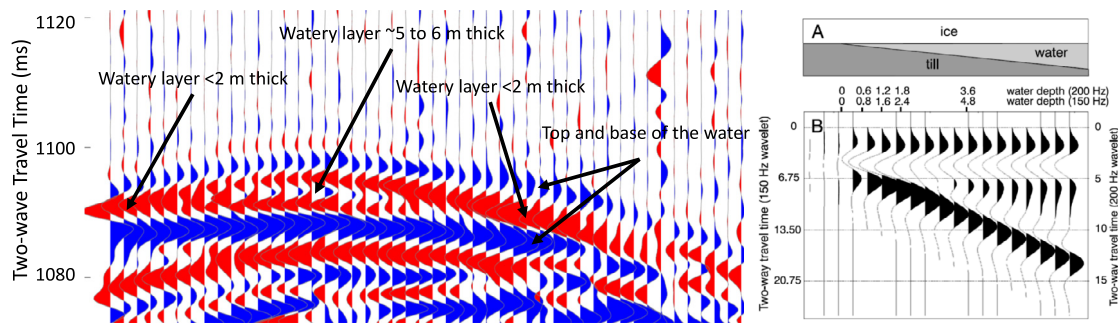 1120
Watery layer ~5 to 6 m thick
Watery layer <2 m thick
Watery layer <2 m thick
Top and base of the water
1100
1080
Two-wave Travel Time (ms)
A
ice
water
till
0 0.6 1.2 1.8 3.6 water depth (200 Hz)
0 0.8 1.6 2.4 4.8 water depth (150 Hz)
B
0
6.75
13.50
20.75
Two-way travel time (150 Hz wavelet)
0
5
10
15
Two-way travel time (200 Hz wavelet)